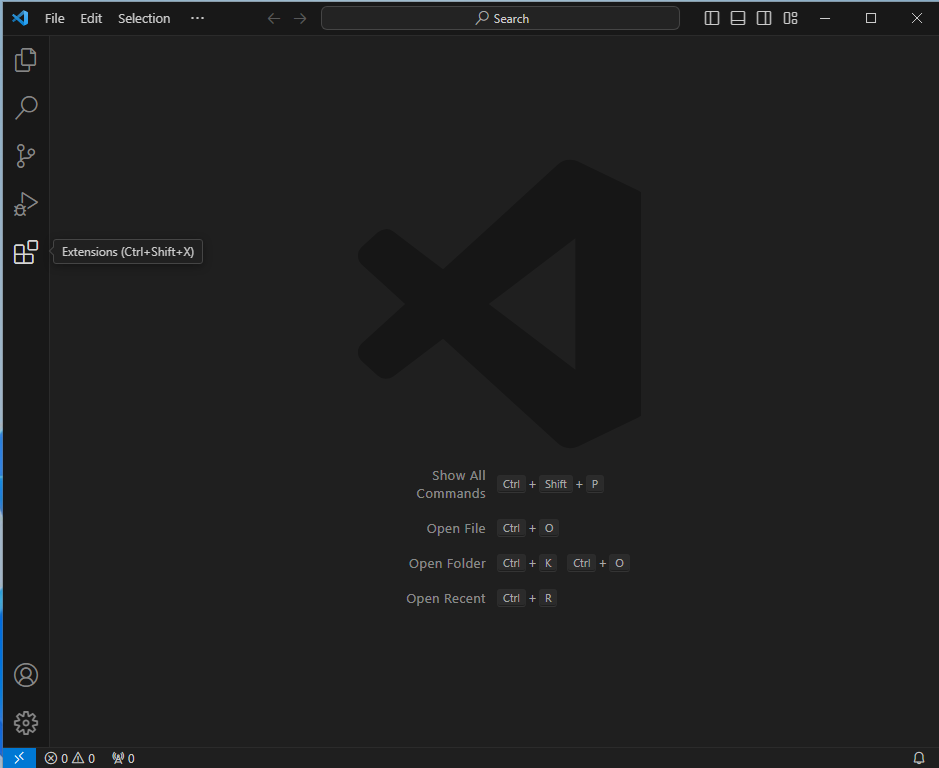 File Edit Selection ··· Search
Extensions (Ctrl+Shift+X)
Show All
Commands Ctrl + Shift + P
Open File Ctrl + O
Open Folder Ctrl + K Ctrl + O
Open Recent Ctrl + R
0 0 0